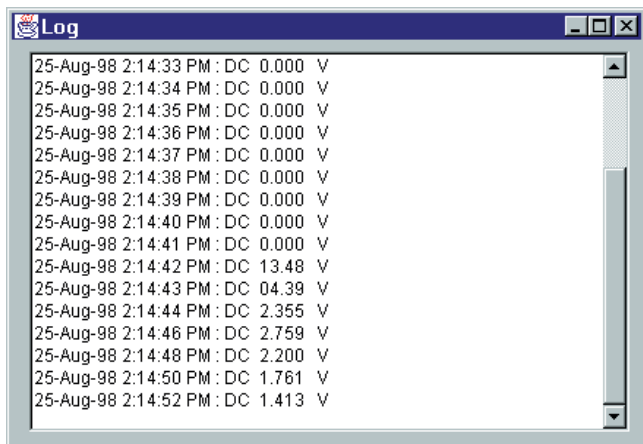 Log
25-Aug-98 2:14:33 PM : DC 0.000 V
25-Aug-98 2:14:34 PM : DC 0.000 V
25-Aug-98 2:14:35 PM : DC 0.000 V
25-Aug-98 2:14:36 PM : DC 0.000 V
25-Aug-98 2:14:37 PM : DC 0.000 V
25-Aug-98 2:14:38 PM : DC 0.000 V
25-Aug-98 2:14:39 PM : DC 0.000 V
25-Aug-98 2:14:40 PM : DC 0.000 V
25-Aug-98 2:14:41 PM : DC 0.000 V
25-Aug-98 2:14:42 PM : DC 13.48 V
25-Aug-98 2:14:43 PM : DC 04.39 V
25-Aug-98 2:14:44 PM : DC 2.355 V
25-Aug-98 2:14:46 PM : DC 2.759 V
25-Aug-98 2:14:48 PM : DC 2.200 V
25-Aug-98 2:14:50 PM : DC 1.761 V
25-Aug-98 2:14:52 PM : DC 1.413 V